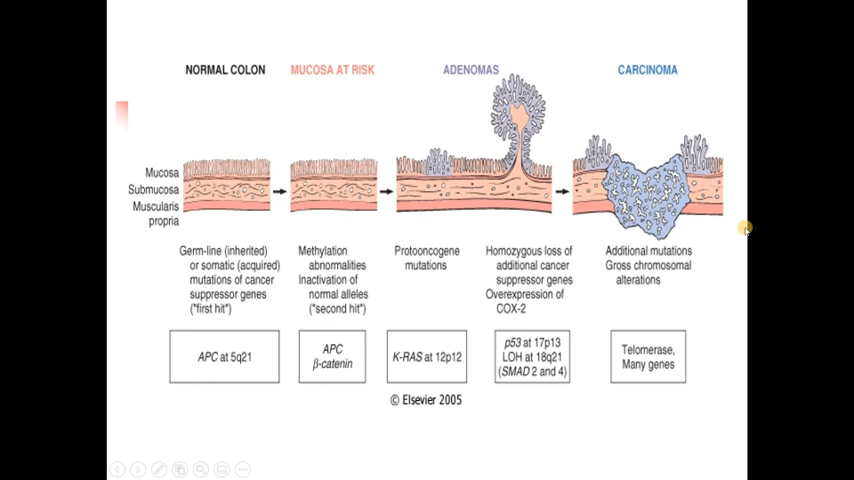 NORMAL COLON
MUCOSA AT RISK
ADENOMAS
CARCINOMA
Mucosa
Submucosa
Muscularis
propria
Germ-line (inherited)
or somatic (acquired)
mutations of cancer
suppressor genes
("first hit")
Methylation
abnormalities
Inactivation of
normal alleles
("second hit")
Protooncogene
mutations
Homozygous loss of
additional cancer
suppressor genes
Overexpression of
COX-2
Additional mutations
Gross chromosomal
alterations
APC at 5q21
APC
β-catenin
K-RAS at 12p12
p53 at 17p13
LOH at 18q21
(SMAD 2 and 4)
Telomerase,
Many genes
© Elsevier 2005